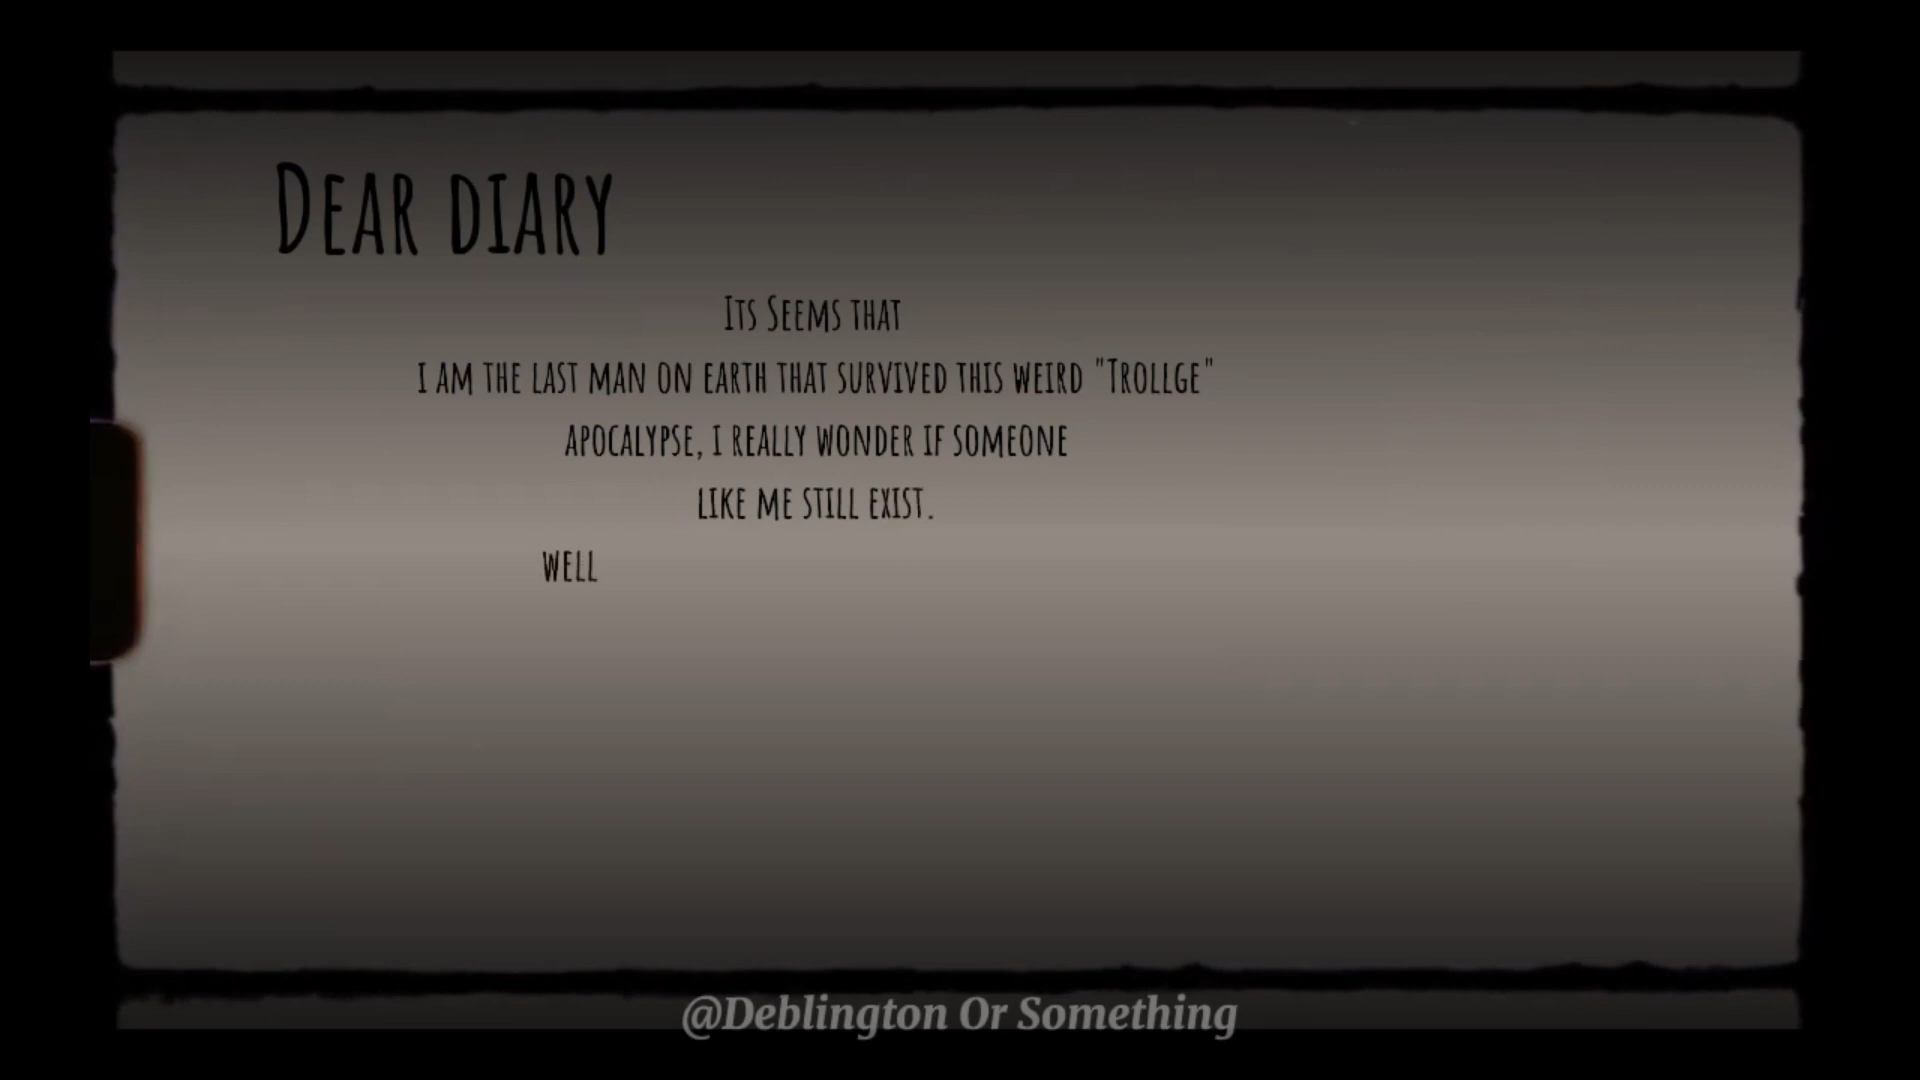 Dear diary
Its Seems that
i am the last man on earth that survived this weird "Trollge"
apocalypse, i really wonder if someone
like me still exist.
well
@Deblington Or Something